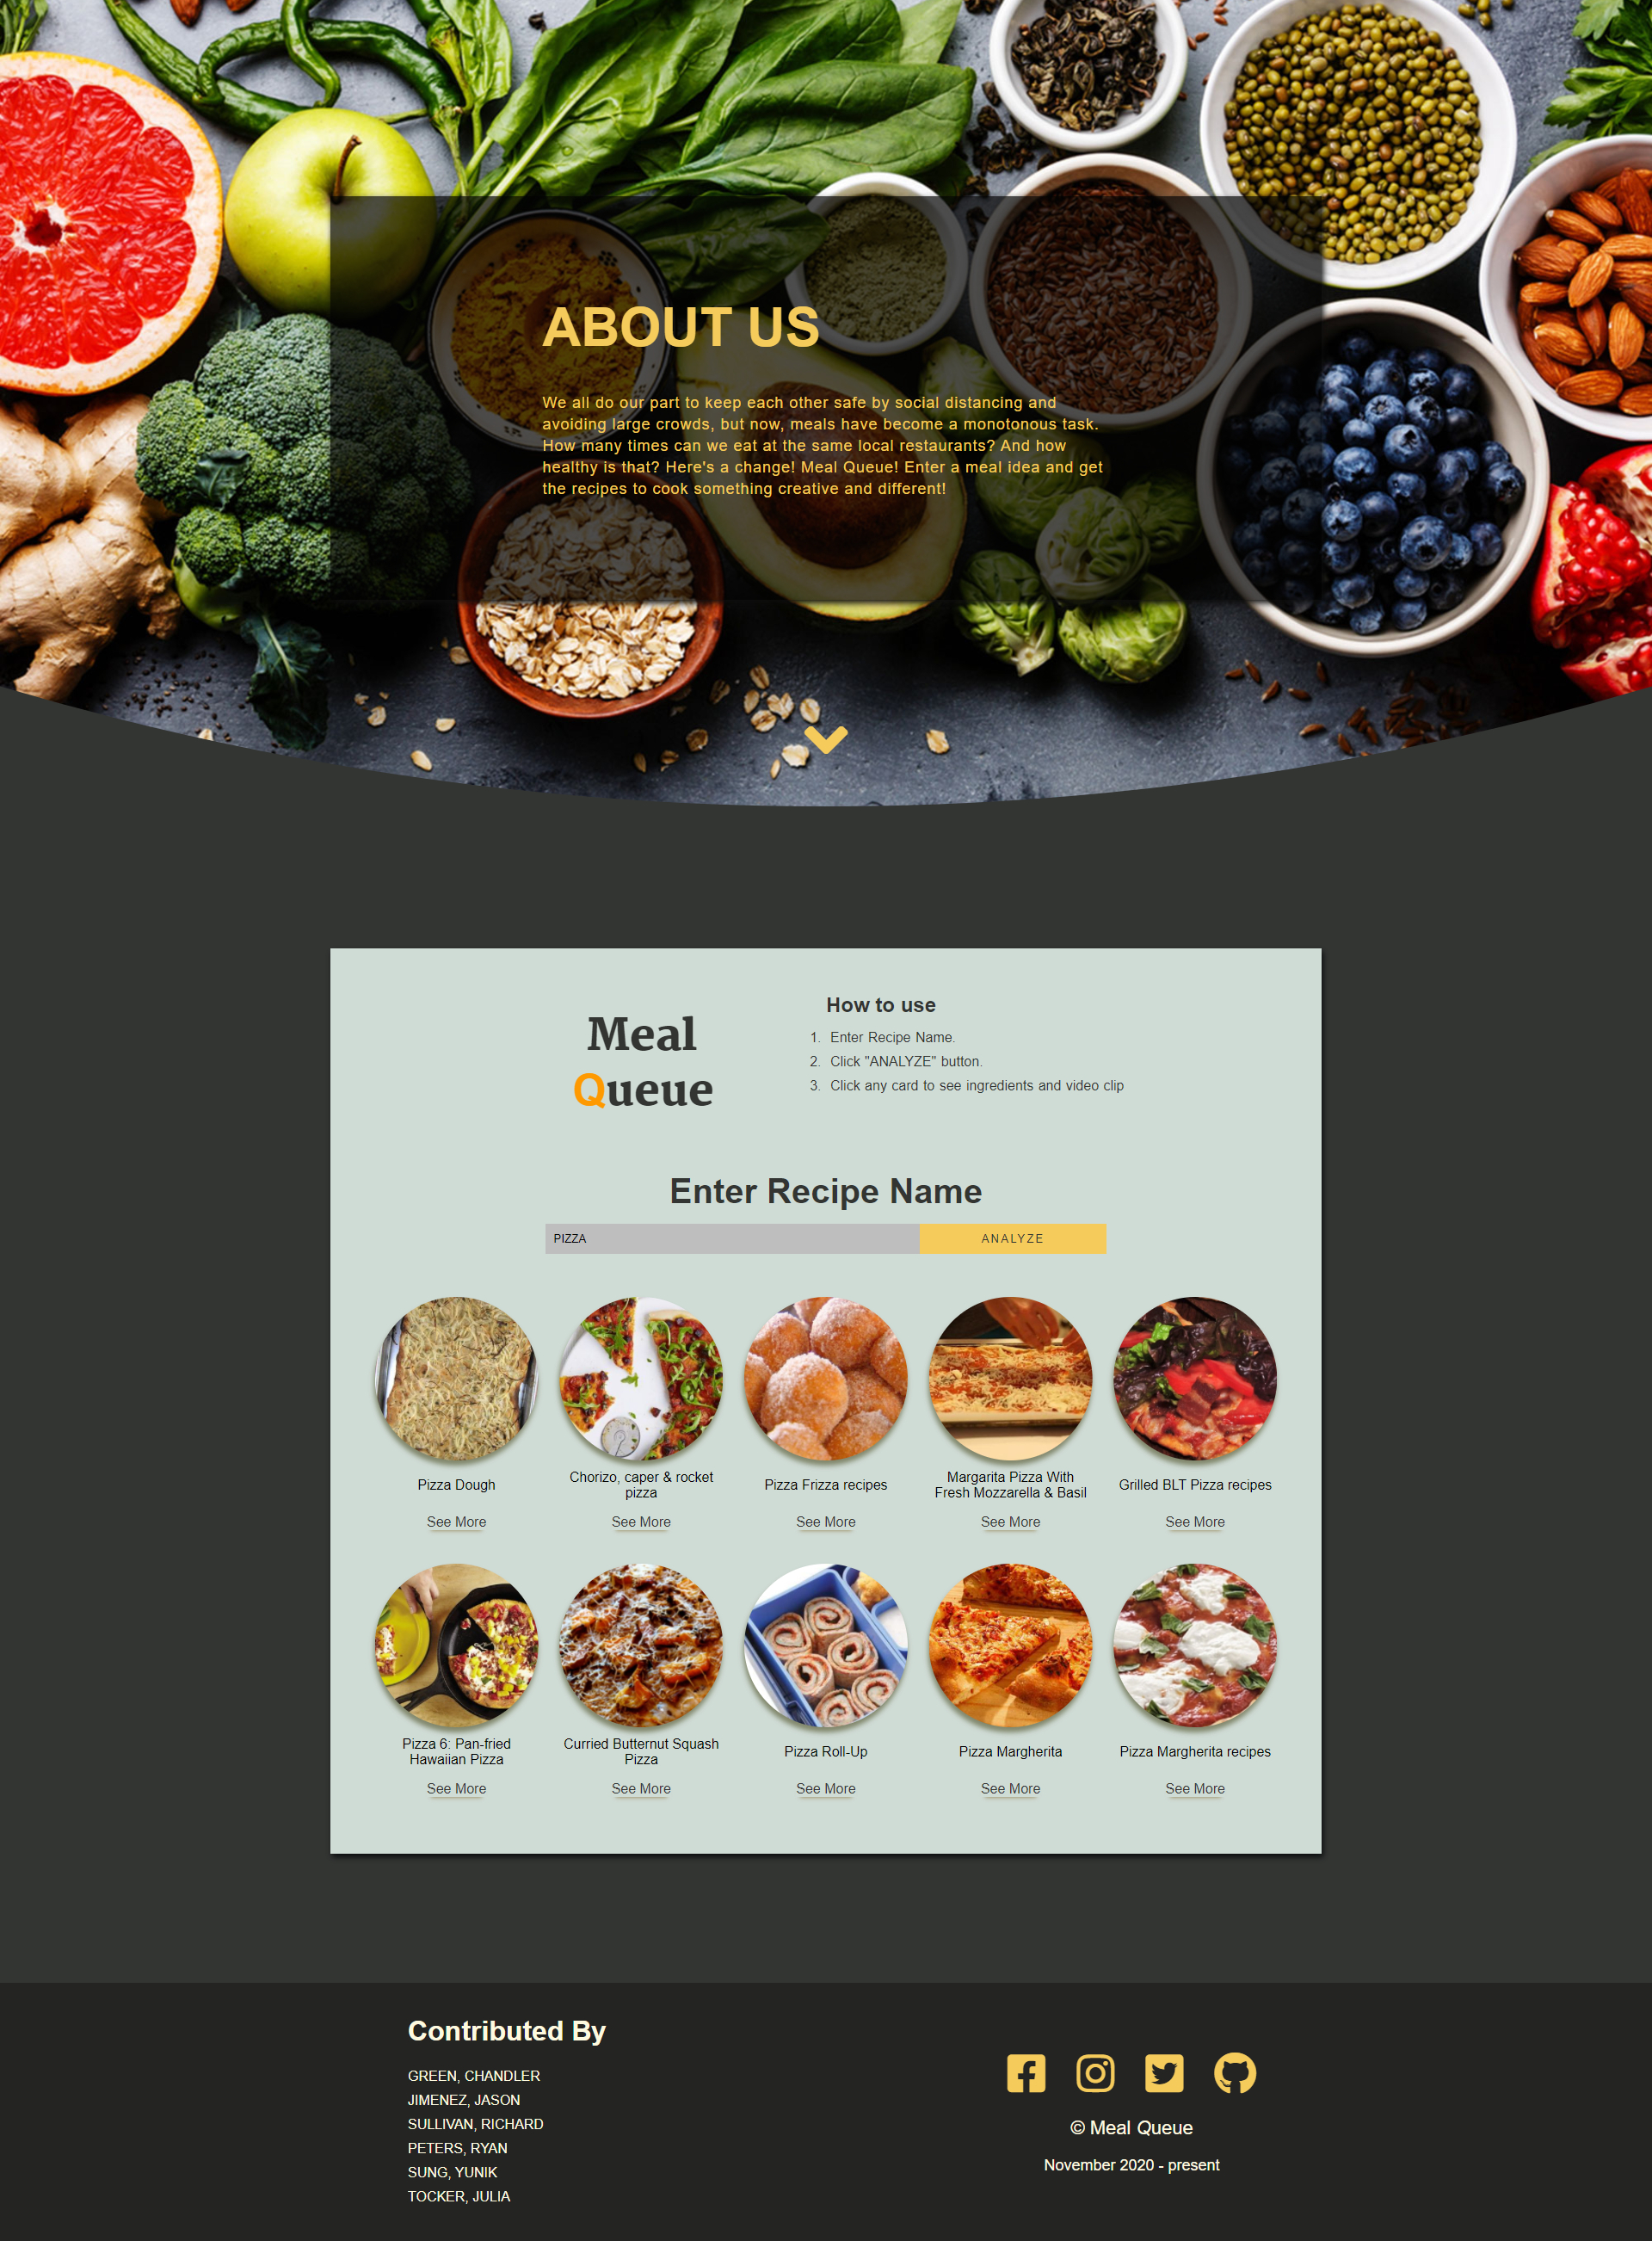 ABOUT US
We all do our part to keep each other safe by social distancing and
avoiding large crowds, but now, meals have become a monotonous task.
How many times can we eat at the same local restaurants? And how
healthy is that? Here's a change! Meal Queue! Enter a meal idea and get
the recipes to cook something creative and different!
Meal
Queue
How to use
1. Enter Recipe Name.
2. Click "ANALYZE" button.
3. Click any card to see ingredients and video clip
Enter Recipe Name
PIZZA
ANALYZE
Pizza Dough
See More
Chorizo, caper & rocket
pizza
See More
Pizza Frizza recipes
See More
Margarita Pizza With
Fresh Mozzarella & Basil
See More
Grilled BLT Pizza recipes
See More
Pizza 6: Pan-fried
Hawaiian Pizza
See More
Curried Butternut Squash
Pizza
See More
Pizza Roll-Up
See More
Pizza Margherita
See More
Pizza Margherita recipes
See More
Contributed By
GREEN, CHANDLER
JIMENEZ, JASON
SULLIVAN, RICHARD
PETERS, RYAN
SUNG, YUNIK
TOCKER, JULIA
© Meal Queue
November 2020 - present